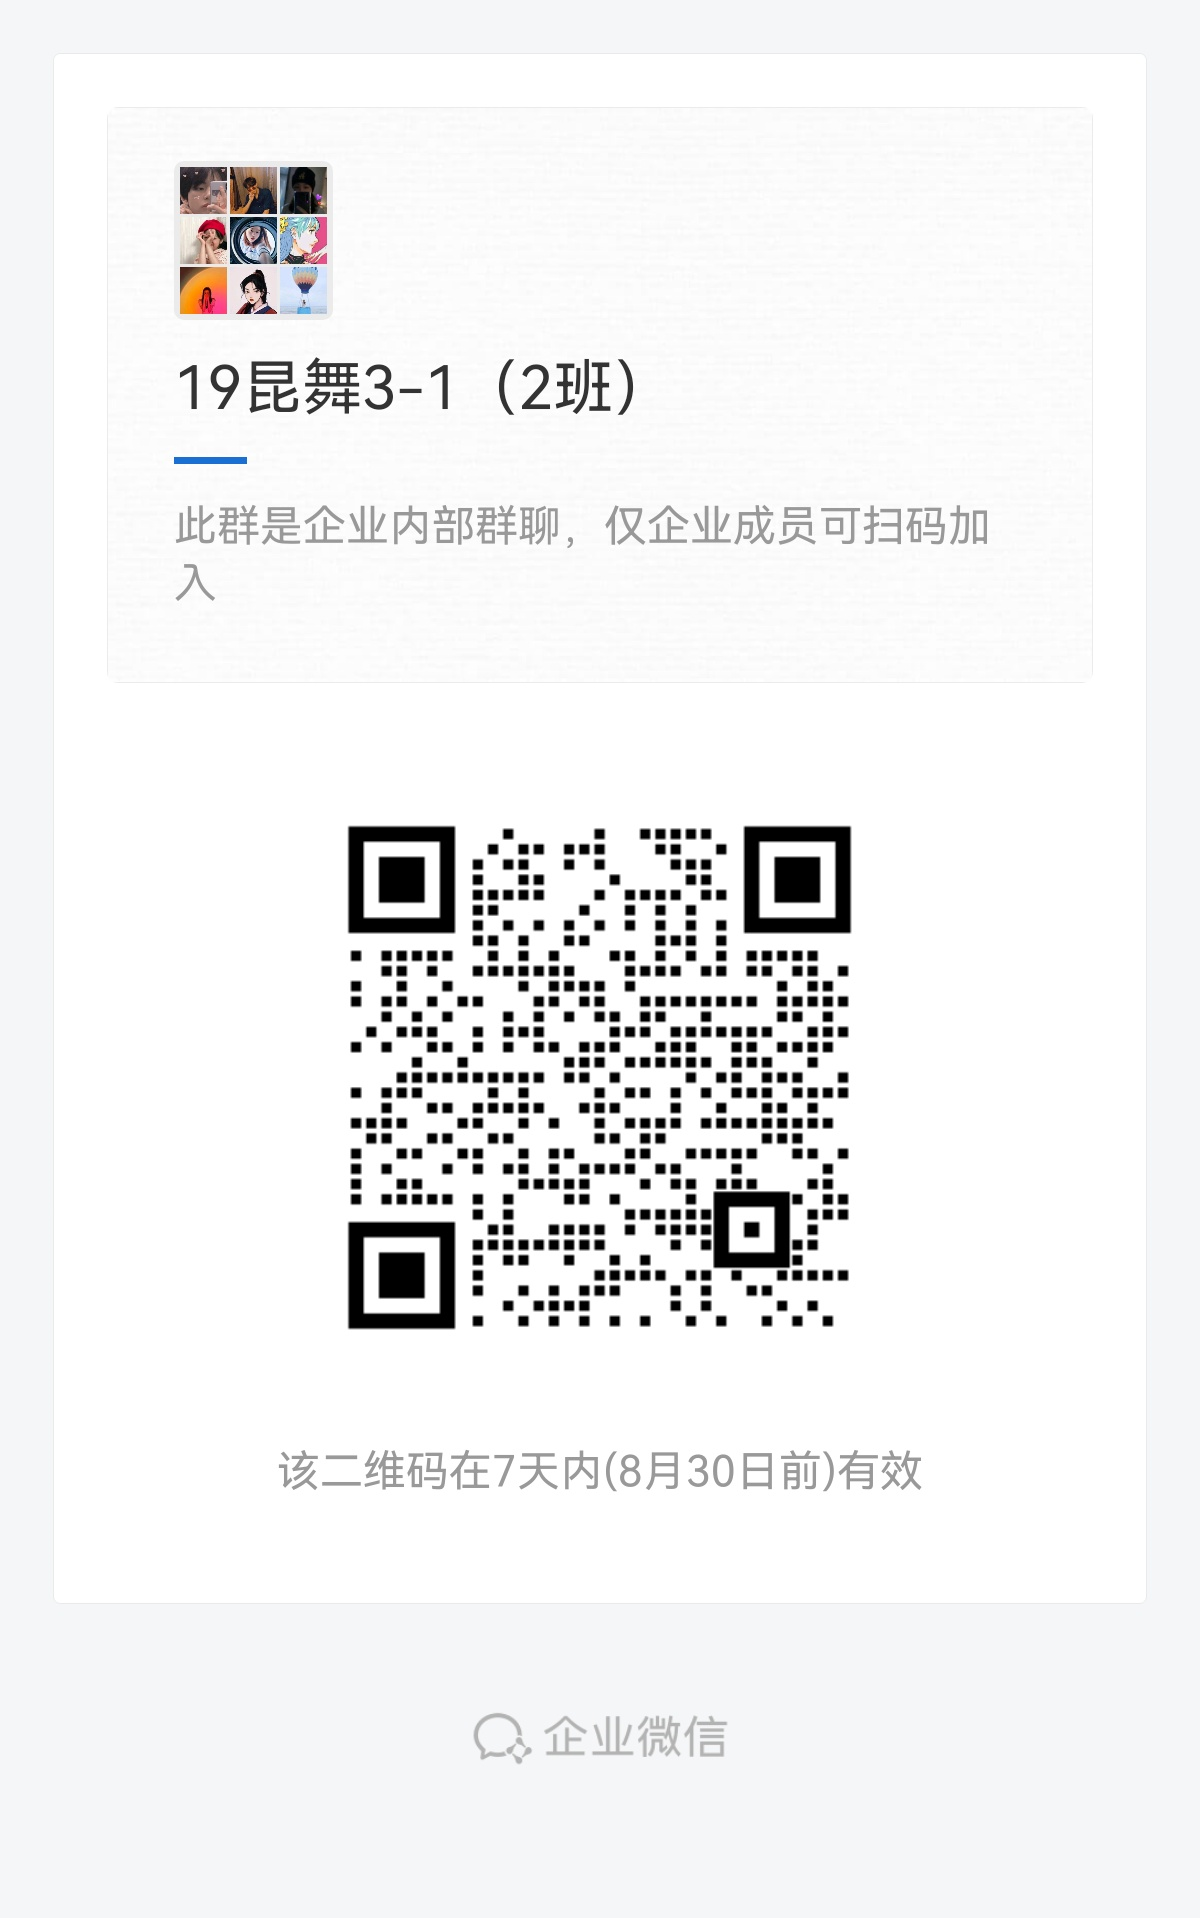 19昆舞3-1（2班）
此群是企业内部群聊，仅企业成员可扫码加
入
该二维码在7天内(8月30日前)有效
企业微信